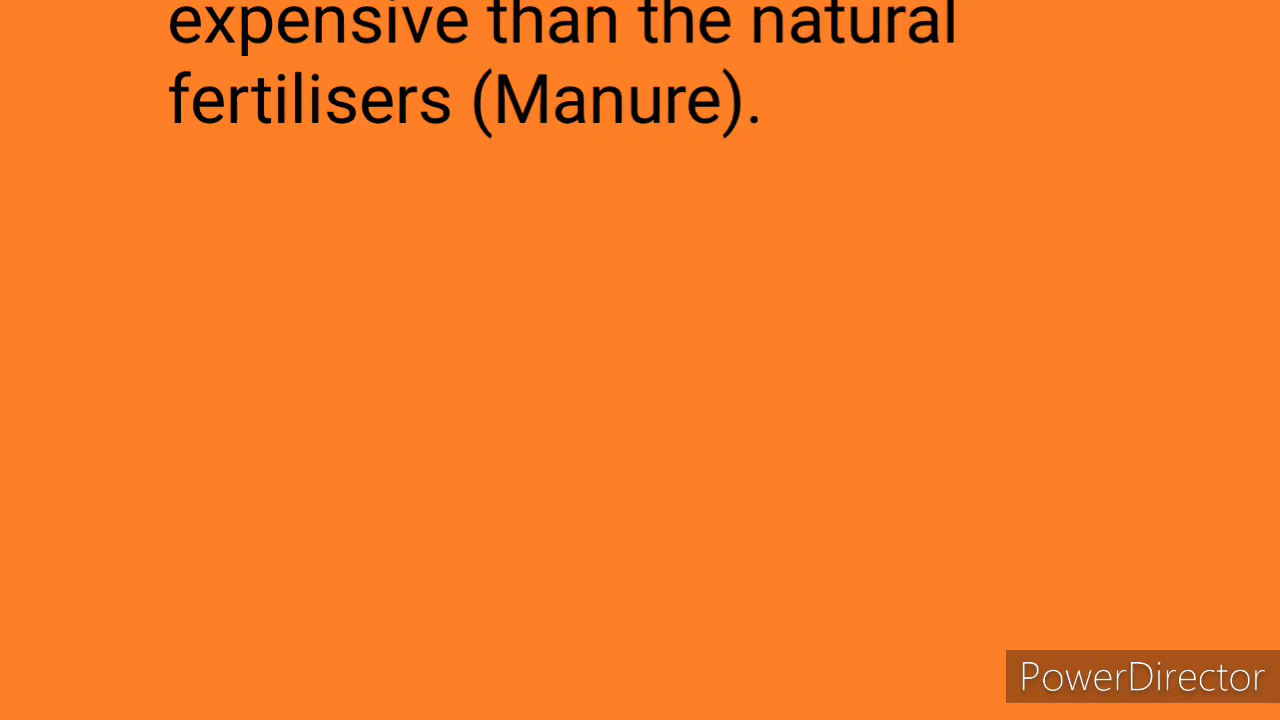 expensive than the natural
fertilisers (Manure).
PowerDirector